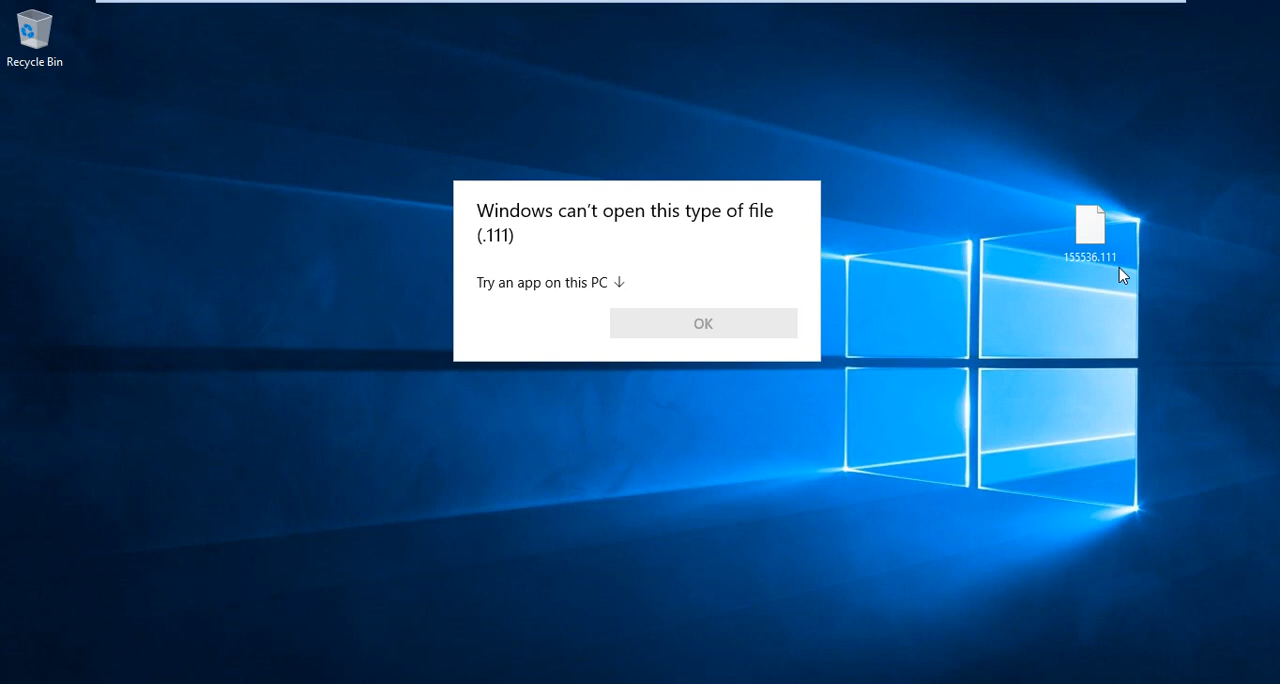 Recycle Bin
Windows can't open this type of file
(.111)
Try an app on this PC ↓
OK
155536.111